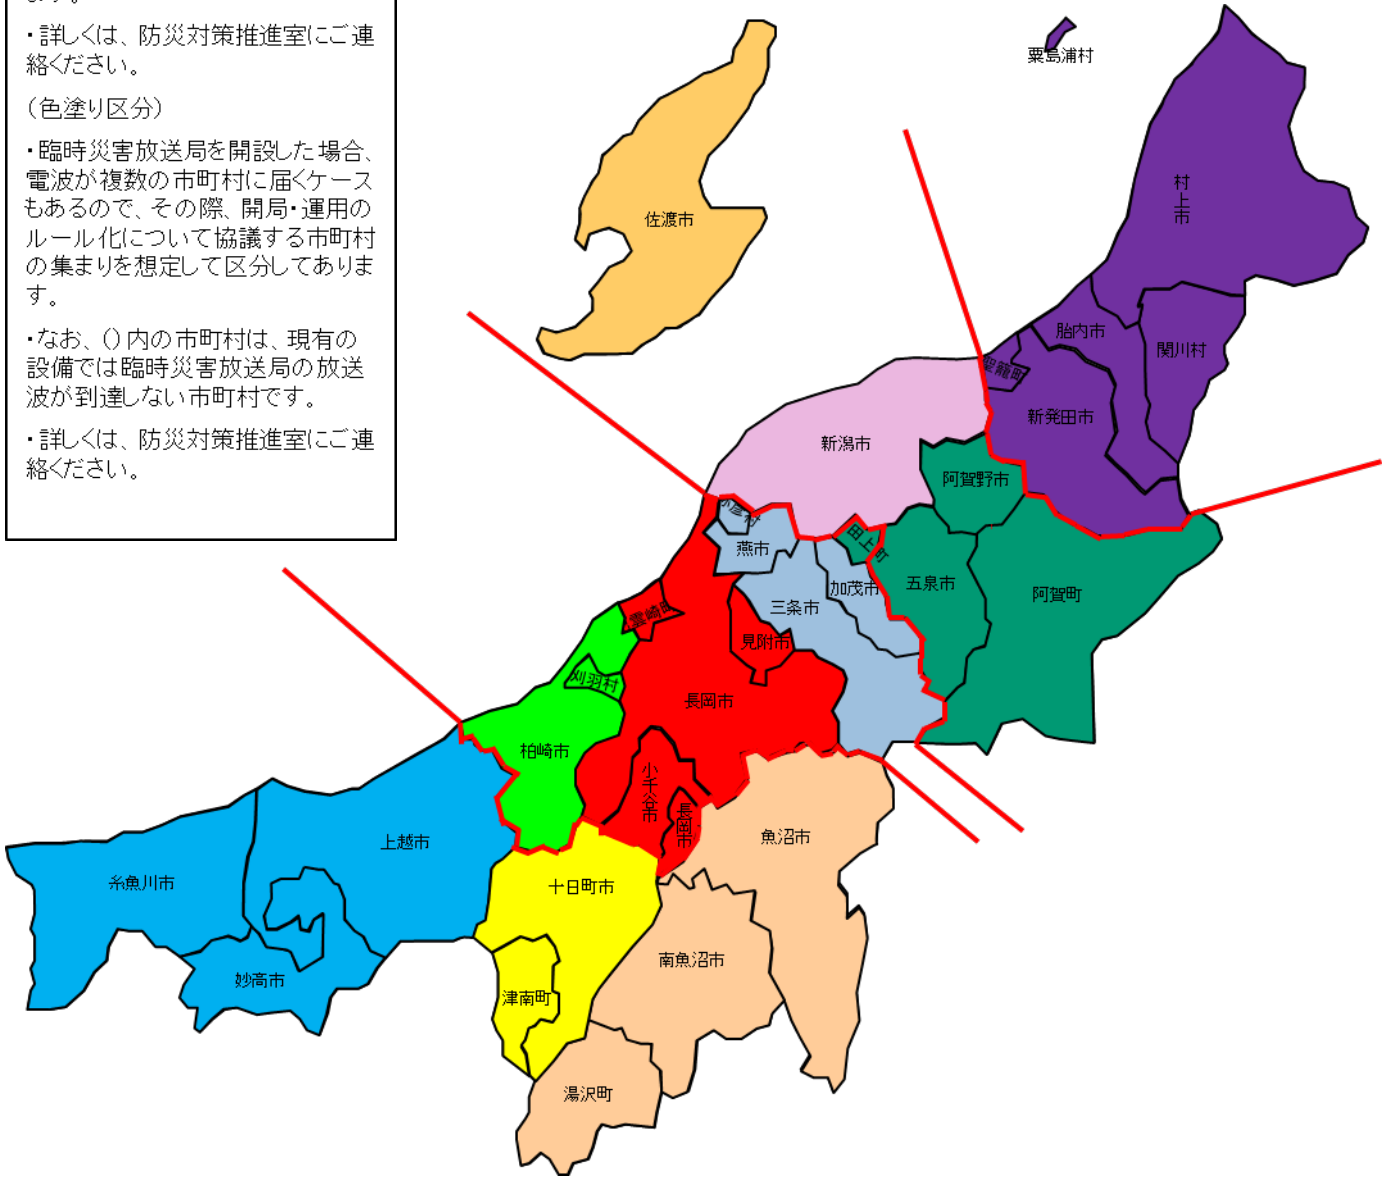 ます。
・詳しくは、防災対策推進室にご連
絡ください。
（色塗り区分）
・臨時災害放送局を開設した場合、
電波が複数の市町村に届くケース
もあるので、その際、開局・運用の
ルール化について協議する市町村
の集まりを想定して区分してありま
す。
・なお、（）内の市町村は、現有の
設備では臨時災害放送局の放送
波が到達しない市町村です。
・詳しくは、防災対策推進室にご連
絡ください。
粟島浦村
村上市
佐渡市
胎内市
関川村
聖籠町
新発田市
新潟市
阿賀野市
弥彦村
燕市
田上町
加茂市
五泉市
阿賀町
三条市
雲崎町
見附市
刈羽村
長岡市
柏崎市
小千谷市
長岡市
魚沼市
上越市
糸魚川市
十日町市
南魚沼市
妙高市
津南町
湯沢町